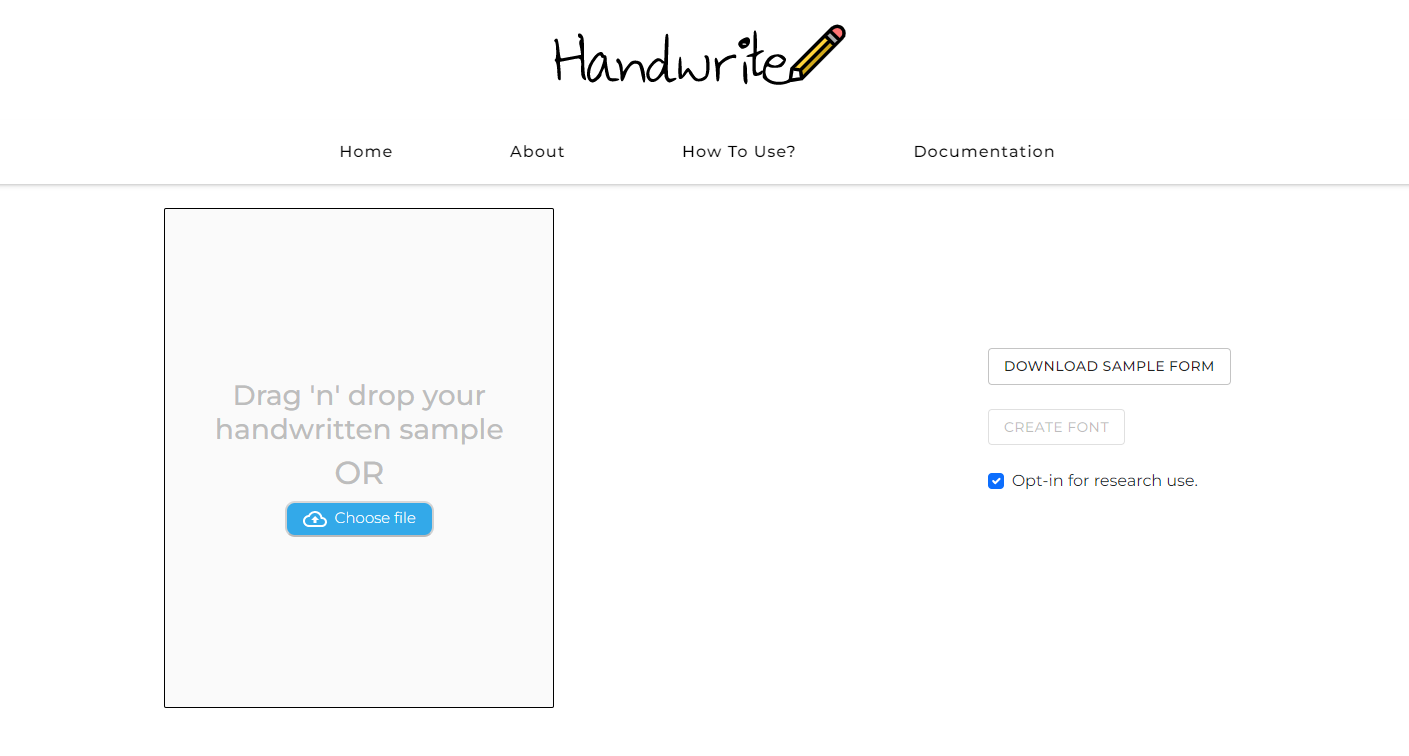 Handwrite
Home About How To Use? Documentation
Drag 'n' drop your
handwritten sample
OR
Choose file
DOWNLOAD SAMPLE FORM
CREATE FONT
Opt-in for research use.